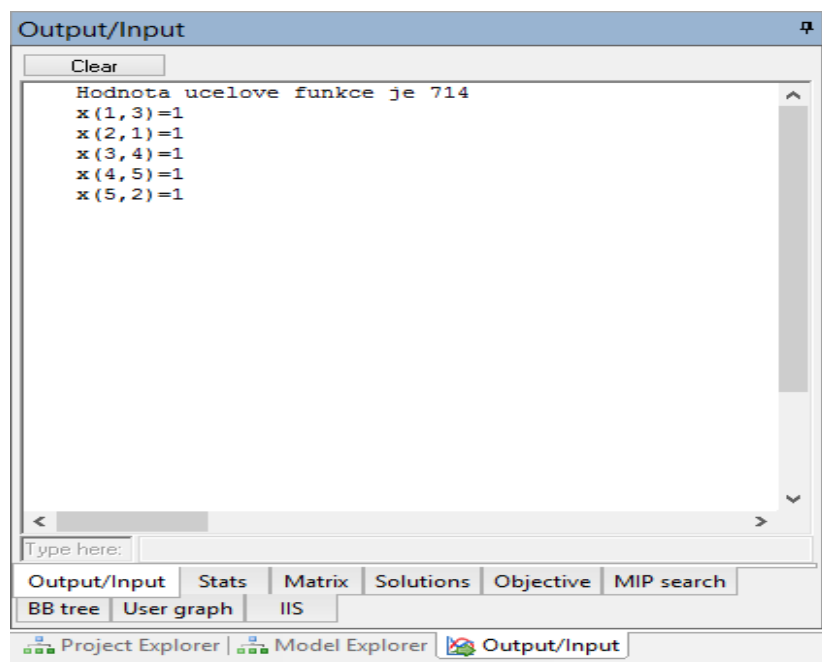 Output/Input
Clear
Hodnota ucelove funkce je 714
x(1,3)=1
x(2,1)=1
x(3,4)=1
x(4,5)=1
x(5,2)=1
Type here:
Output/Input Stats Matrix Solutions Objective MIP search
BB tree User graph IIS
Project Explorer Model Explorer Output/Input